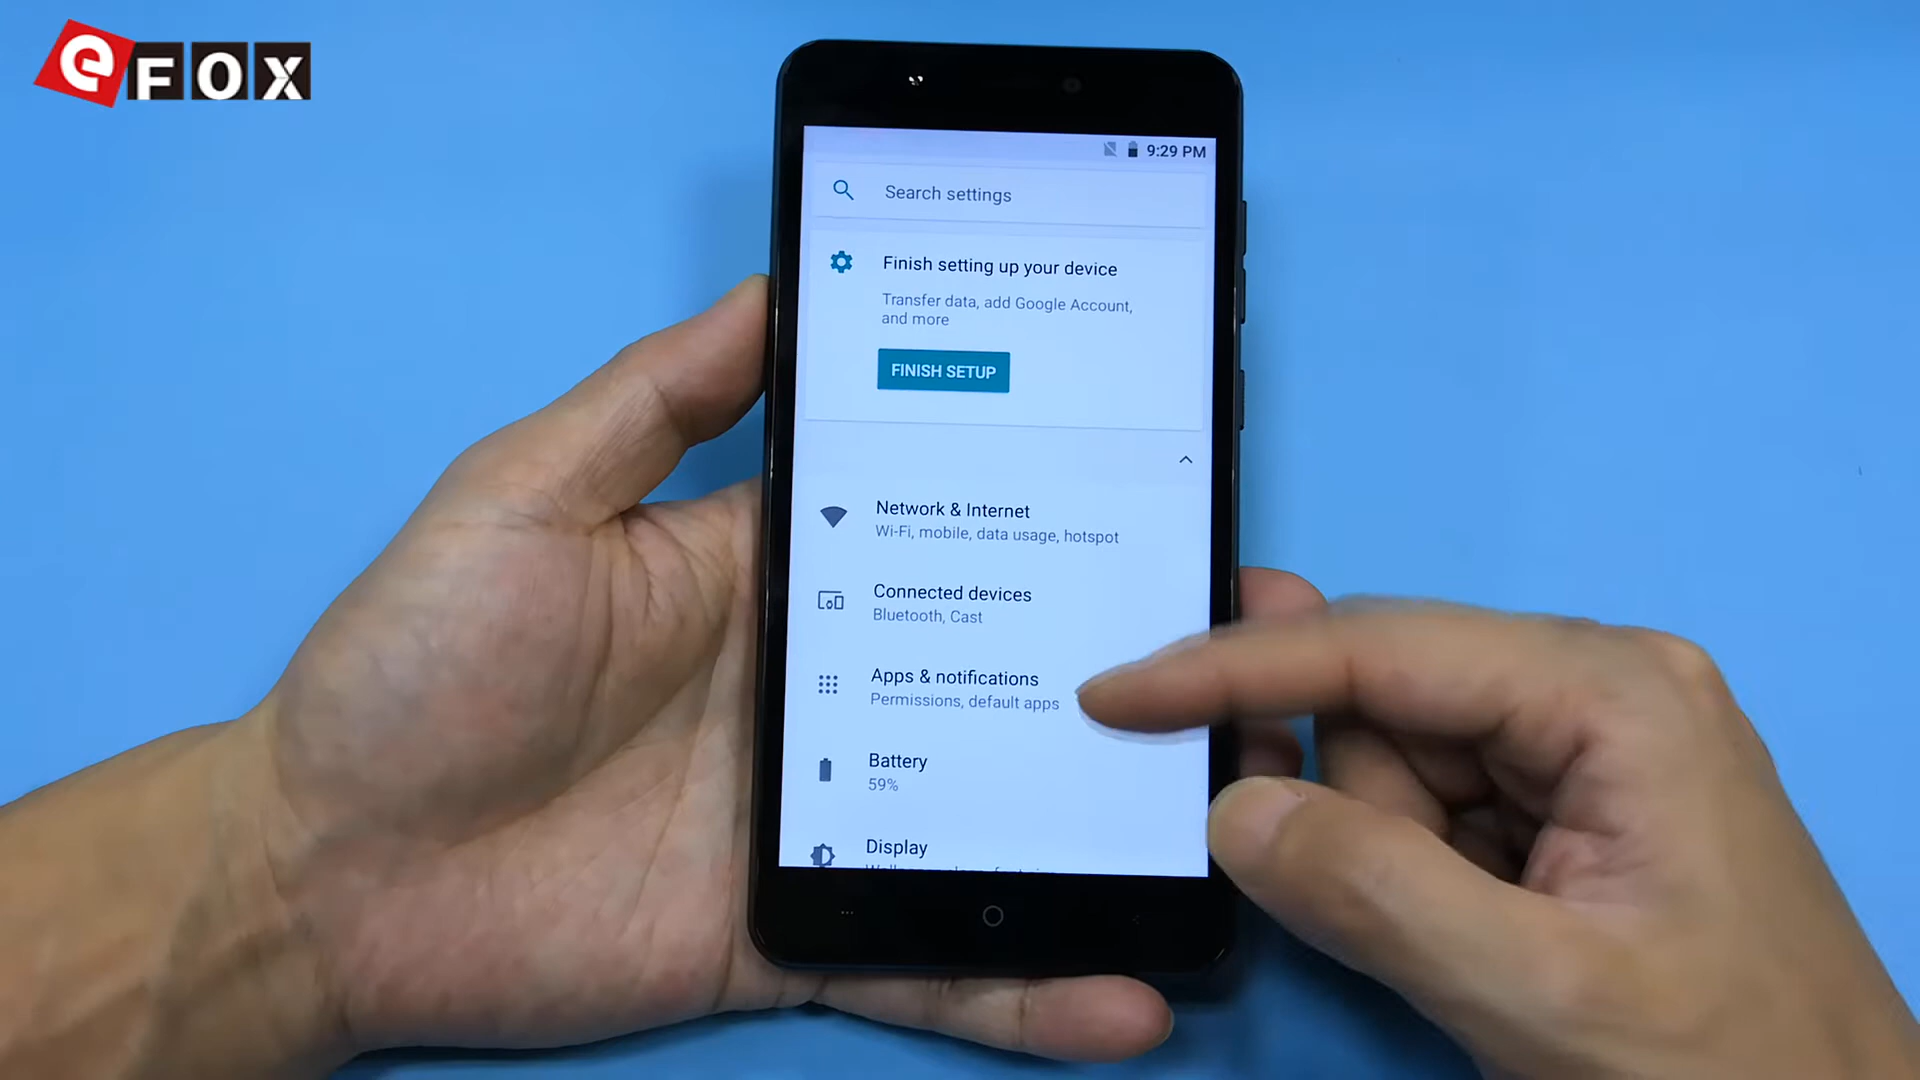 eFOX
9:29 PM
Search settings
Finish setting up your device
Transfer data, add Google Account,
and more
FINISH SETUP
Network & Internet
Wi-Fi, mobile, data usage, hotspot
Connected devices
Bluetooth, Cast
Apps & notifications
Permissions, default apps
Battery
59%
Display